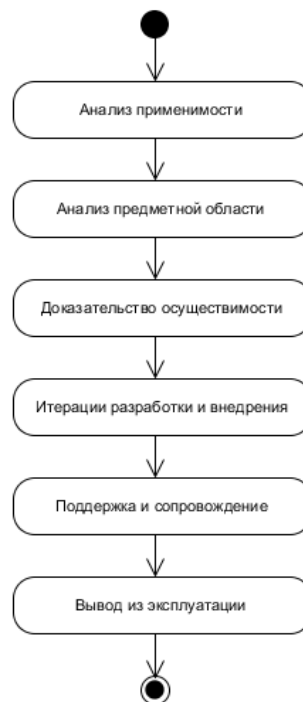 Анализ применимости
Анализ предметной области
Доказательство осуществимости
Итерации разработки и внедрения
Поддержка и сопровождение
Вывод из эксплуатации